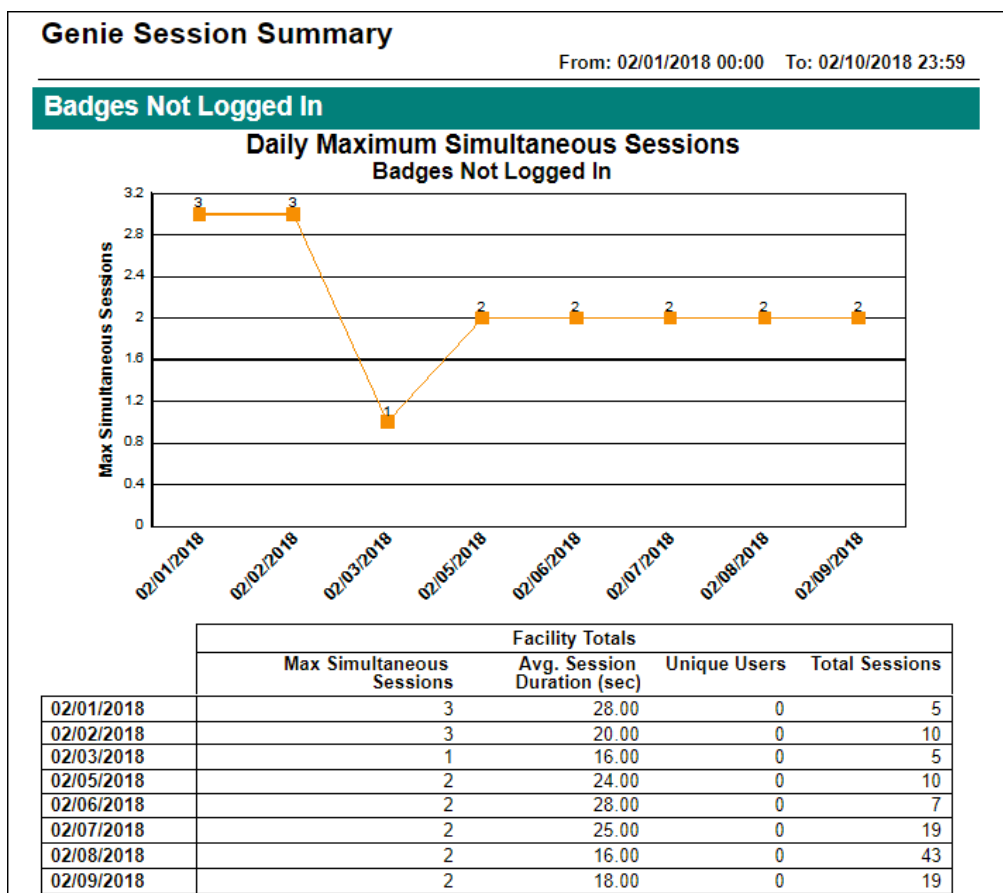 Genie Session Summary
From: 02/01/2018 00:00 To: 02/10/2018 23:59
Badges Not Logged In
Daily Maximum Simultaneous Sessions
Badges Not Logged In
Max Simultaneous Sessions
3.2
2.8
2.4
2
1.6
1.2
0.8
0.4
0
3
3
1
2
2
2
2
2
02/01/2018
02/02/2018
02/03/2018
02/05/2018
02/06/2018
02/07/2018
02/08/2018
02/09/2018
Facility Totals
Max Simultaneous Sessions Avg. Session Duration (sec) Unique Users Total Sessions
02/01/2018 3 28.00 0 5
02/02/2018 3 20.00 0 10
02/03/2018 1 16.00 0 5
02/05/2018 2 24.00 0 10
02/06/2018 2 28.00 0 7
02/07/2018 2 25.00 0 19
02/08/2018 2 16.00 0 43
02/09/2018 2 18.00 0 19